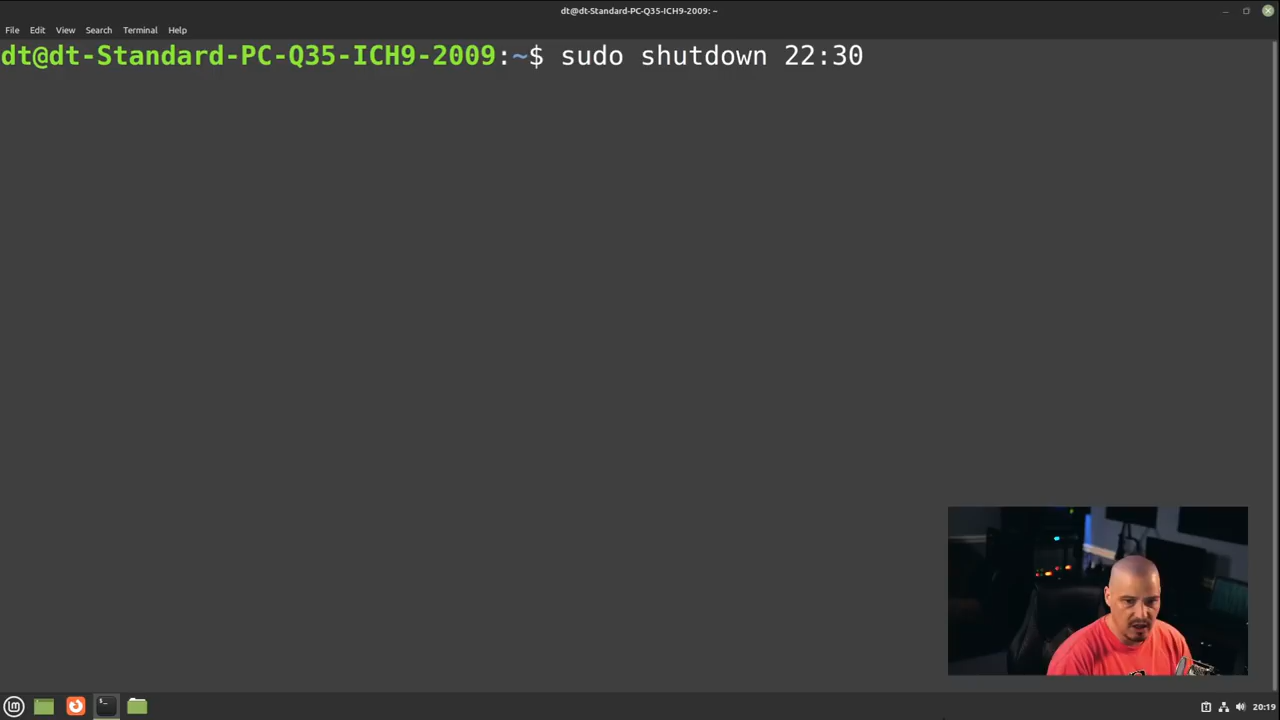 dt@dt-Standard-PC-Q35-ICH9-2009: ~
File Edit View Search Terminal Help
dt@dt-Standard-PC-Q35-ICH9-2009:~$ sudo shutdown 22:30
20:19